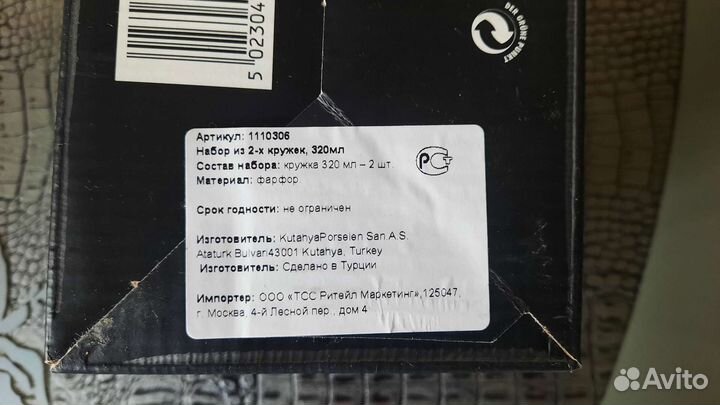 5 02304
DER GRÜNE PUNKT
Артикул: 1110306
Набор из 2-х кружек, 320мл
Состав набора: кружка 320 мл – 2 шт.
Материал: фарфор.
РСТ
Срок годности: не ограничен
Изготовитель: KutahyaPorselen San.A.S.
Ataturk Bulvari43001 Kutahya, Turkey
Изготовитель: Сделано в Турции
Импортер: ООО «ТСС Ритейл Маркетинг»,125047,
г. Москва, 4-й Лесной пер., дом 4
Avito